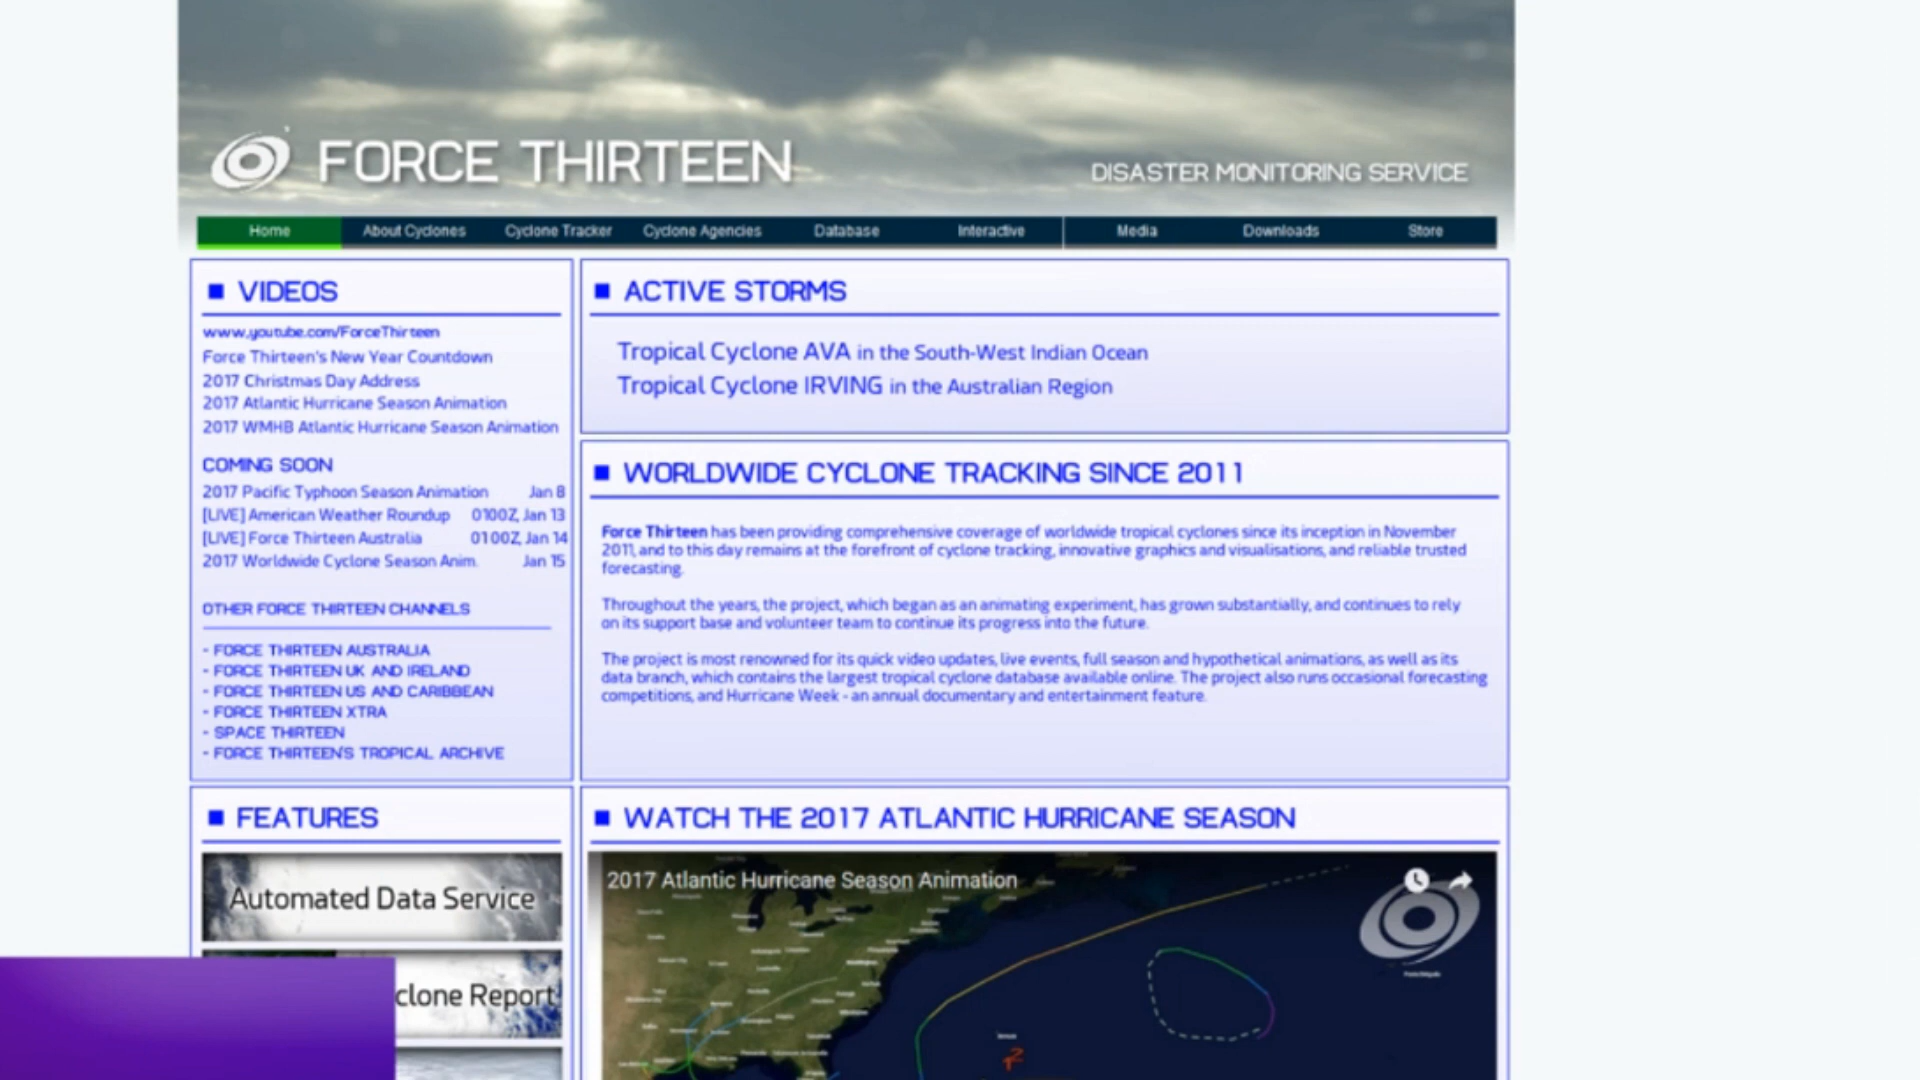 FORCE THIRTEEN
DISASTER MONITORING SERVICE
Home About Cyclones Cyclone Tracker Cyclone Agencies Database Interactive Media Downloads Store
VIDEOS
www.youtube.com/ForceThirteen
Force Thirteen's New Year Countdown
2017 Christmas Day Address
2017 Atlantic Hurricane Season Animation
2017 WMHB Atlantic Hurricane Season Animation
COMING SOON
2017 Pacific Typhoon Season Animation Jan 8
[LIVE] American Weather Roundup 0100Z, Jan 13
[LIVE] Force Thirteen Australia 0100Z, Jan 14
2017 Worldwide Cyclone Season Anim. Jan 15
OTHER FORCE THIRTEEN CHANNELS
- FORCE THIRTEEN AUSTRALIA
- FORCE THIRTEEN UK AND IRELAND
- FORCE THIRTEEN US AND CARIBBEAN
- FORCE THIRTEEN XTRA
- SPACE THIRTEEN
- FORCE THIRTEEN'S TROPICAL ARCHIVE
ACTIVE STORMS
Tropical Cyclone AVA in the South-West Indian Ocean
Tropical Cyclone IRVING in the Australian Region
WORLDWIDE CYCLONE TRACKING SINCE 2011
Force Thirteen has been providing comprehensive coverage of worldwide tropical cyclones since its inception in November
2011, and to this day remains at the forefront of cyclone tracking, innovative graphics and visualisations, and reliable trusted
forecasting.
Throughout the years, the project, which began as an animating experiment, has grown substantially, and continues to rely
on its support base and volunteer team to continue its progress into the future.
The project is most renowned for its quick video updates, live events, full season and hypothetical animations, as well as its
data branch, which contains the largest tropical cyclone database available online. The project also runs occasional forecasting
competitions, and Hurricane Week - an annual documentary and entertainment feature.
FEATURES
Automated Data Service
clone Report
WATCH THE 2017 ATLANTIC HURRICANE SEASON
2017 Atlantic Hurricane Season Animation